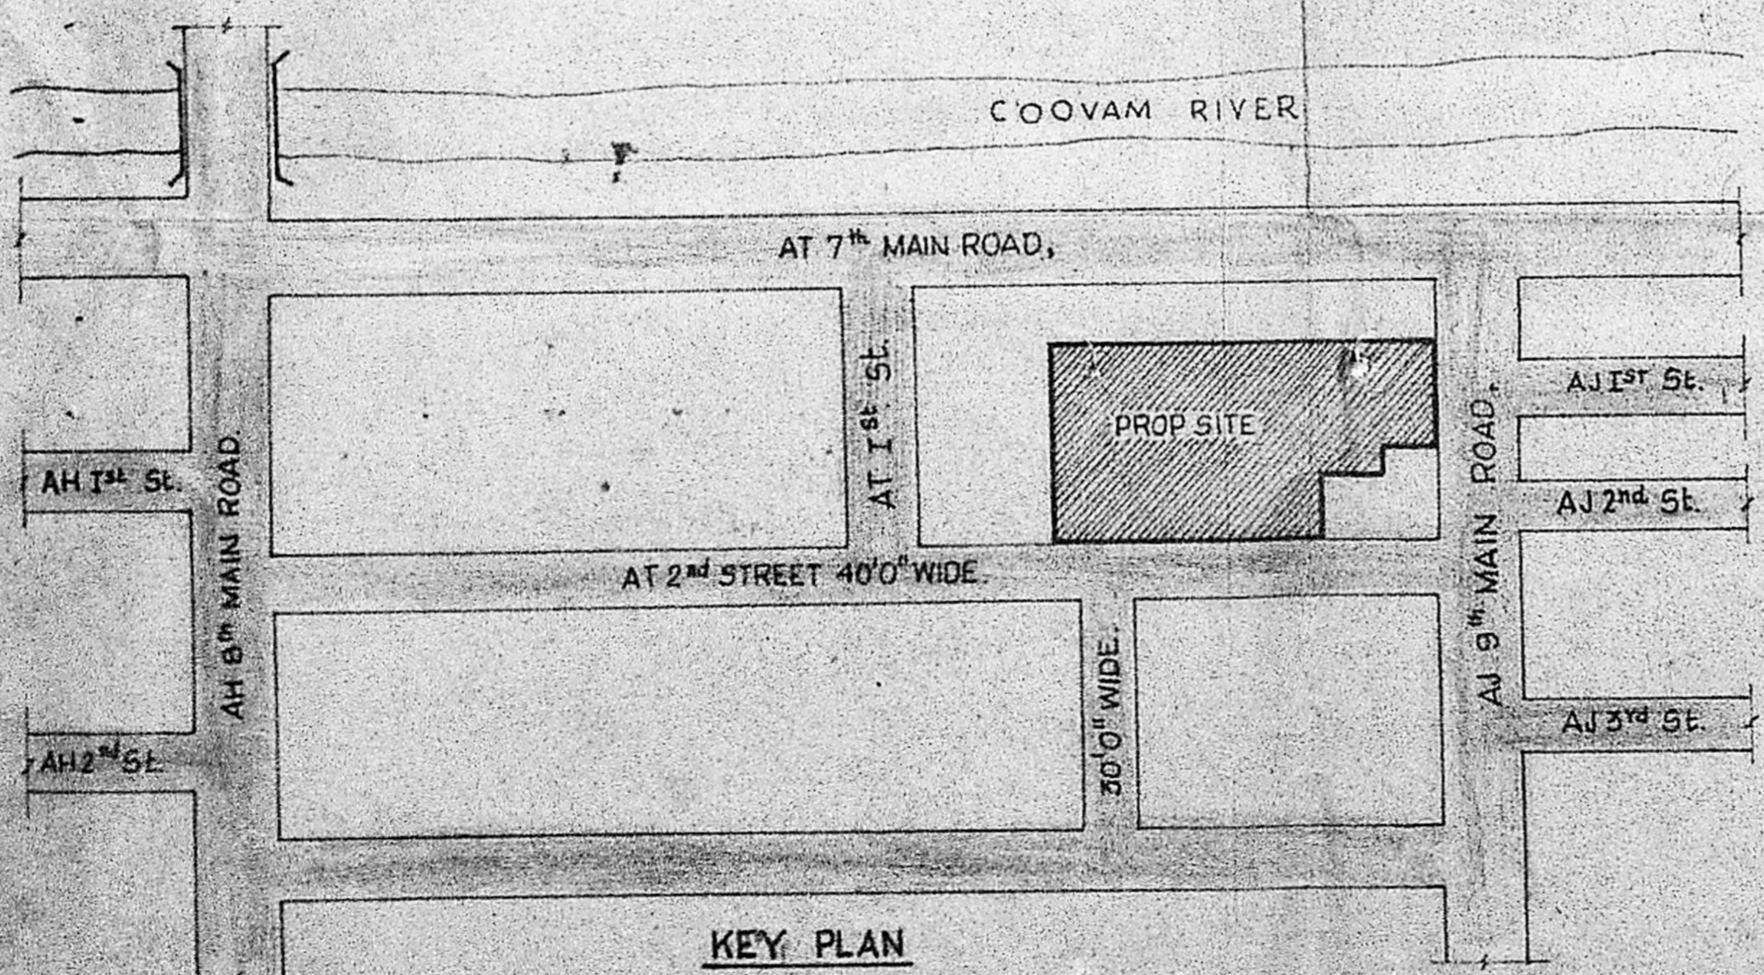 COOVAM RIVER
AT 7th MAIN ROAD,
AT Ist St.
PROP SITE
AJ Ist St.
AH Ist St.
AH 8th MAIN ROAD.
AJ 9th MAIN ROAD.
AJ 2nd St.
AT 2nd STREET 40'0" WIDE.
30'0" WIDE.
AJ 3rd St.
AH 2nd St.
KEY PLAN